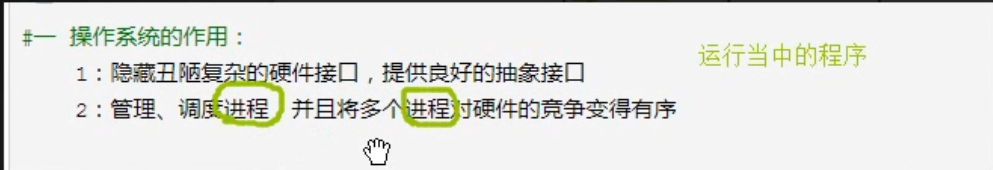 #一 操作系统的作用：
1：隐藏丑陋复杂的硬件接口，提供良好的抽象接口
运行当中的程序
2：管理、调度进程，并且将多个进程对硬件的竞争变得有序